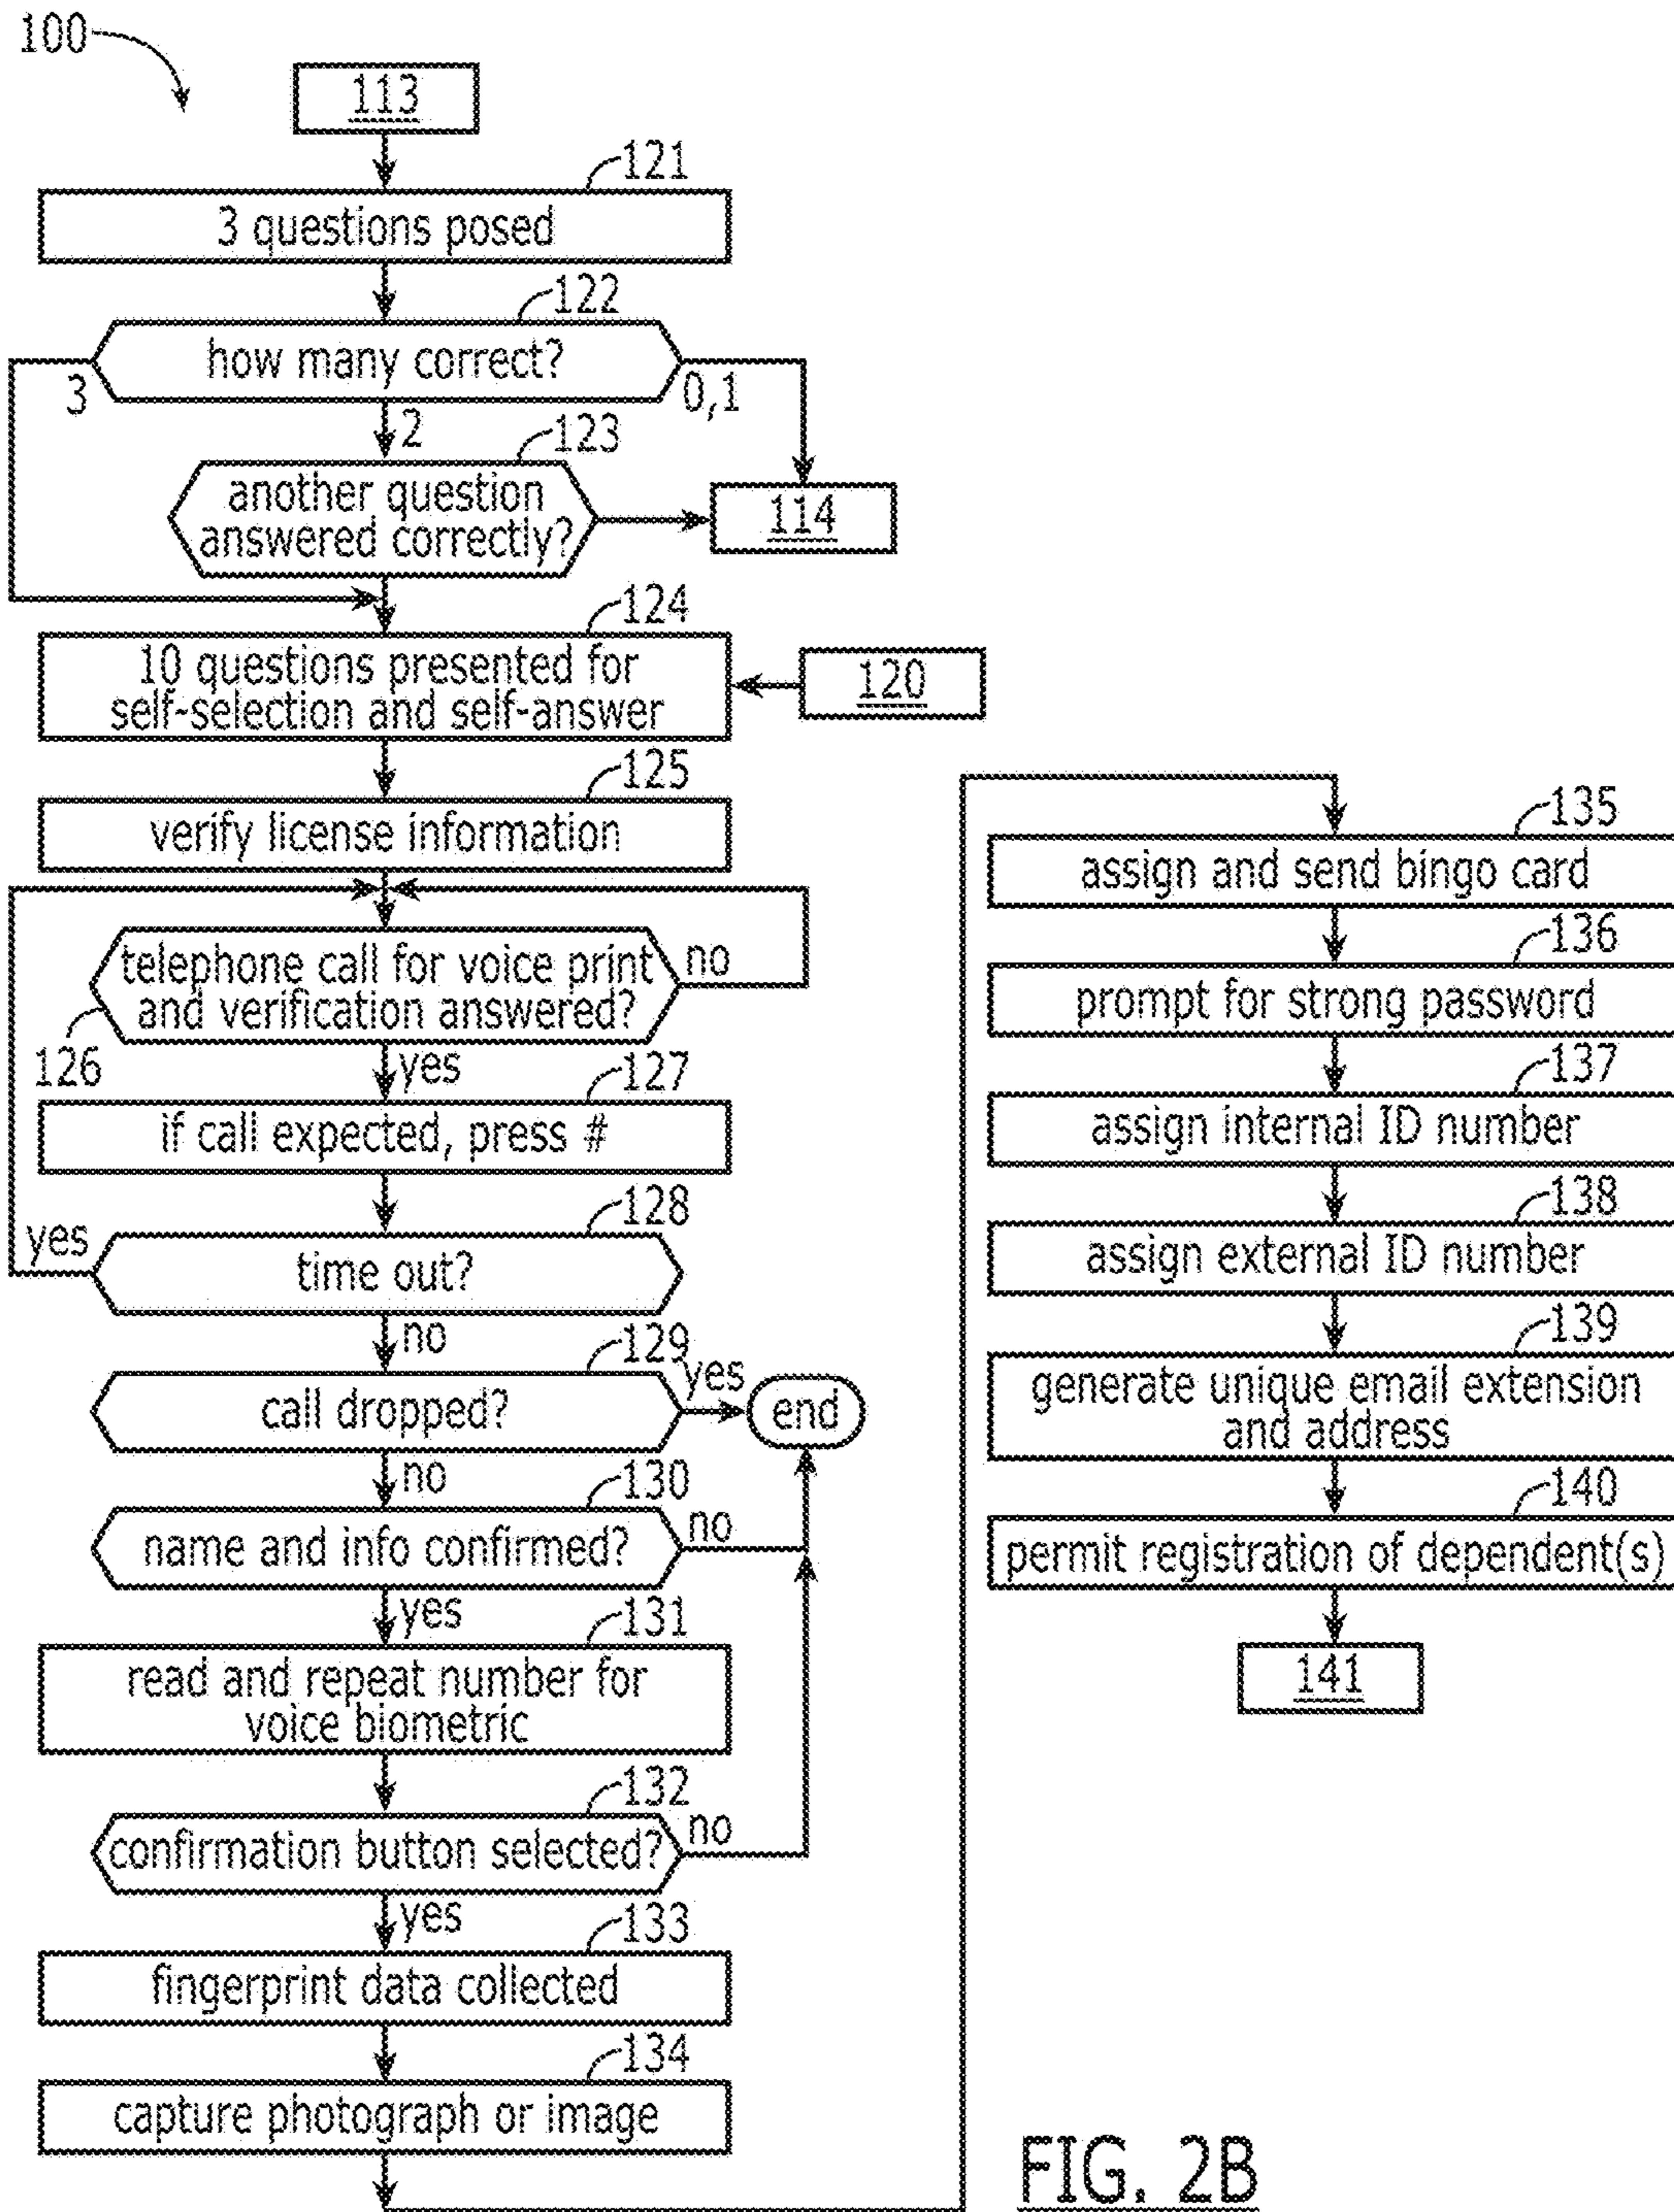 100
113
121
3 questions posed
122
how many correct?
3
0,1
2
123
another question
answered correctly?
114
124
10 questions presented for
self-selection and self-answer
120
125
verify license information
telephone call for voice print
and verification answered?
no
126
yes
127
if call expected, press #
128
yes
time out?
no
129
call dropped?
yes
end
no
130
name and info confirmed?
no
yes
131
read and repeat number for
voice biometric
132
confirmation button selected?
no
yes
133
fingerprint data collected
134
capture photograph or image
135
assign and send bingo card
136
prompt for strong password
137
assign internal ID number
138
assign external ID number
139
generate unique email extension
and address
140
permit registration of dependent(s)
141
FIG. 2B